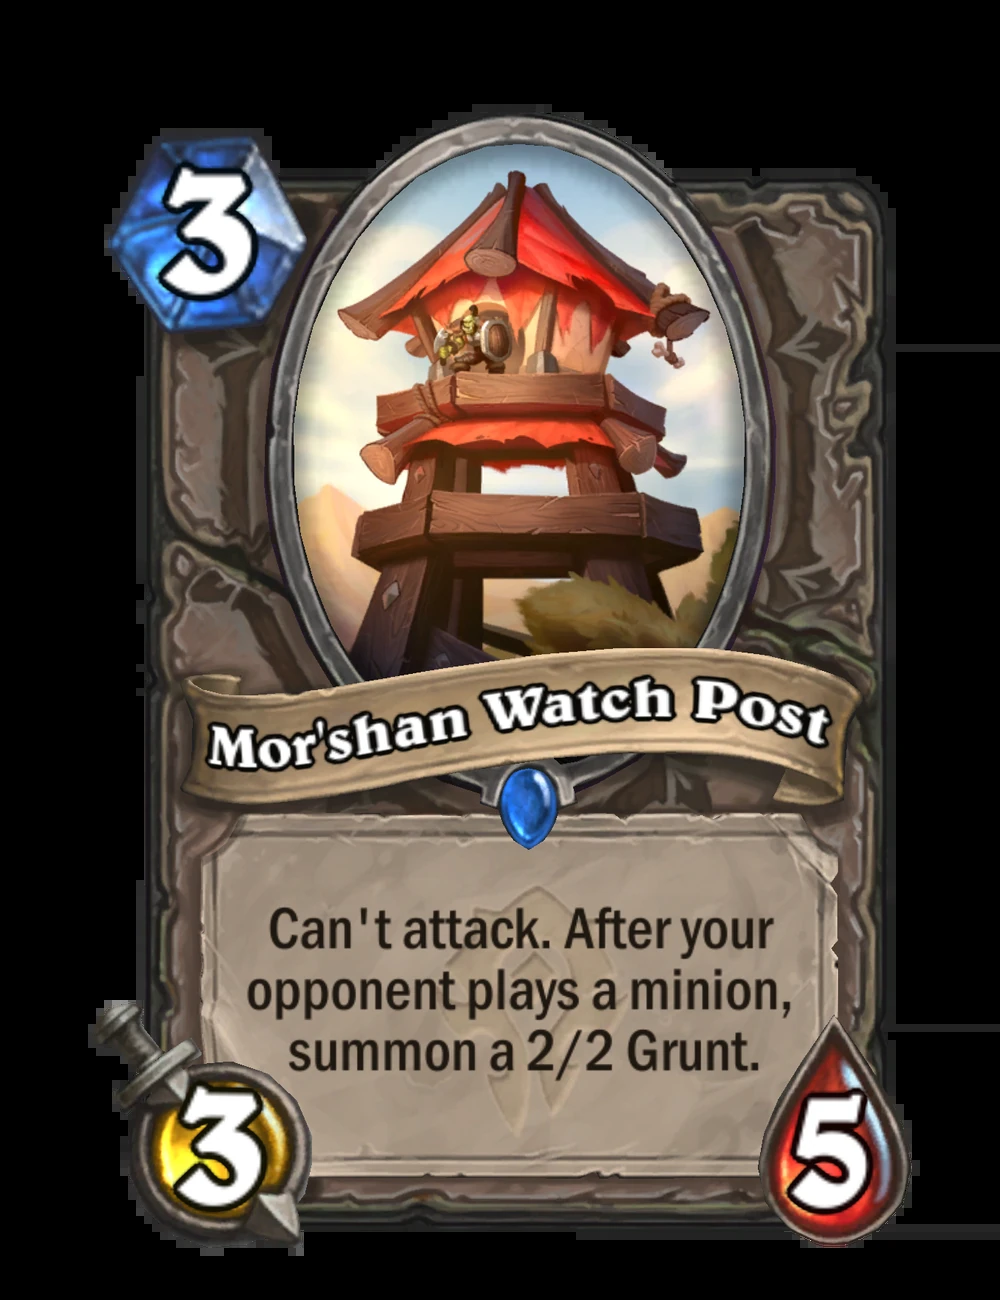 3
Mor'shan Watch Post
Can't attack. After your
opponent plays a minion,
summon a 2/2 Grunt.
3
5